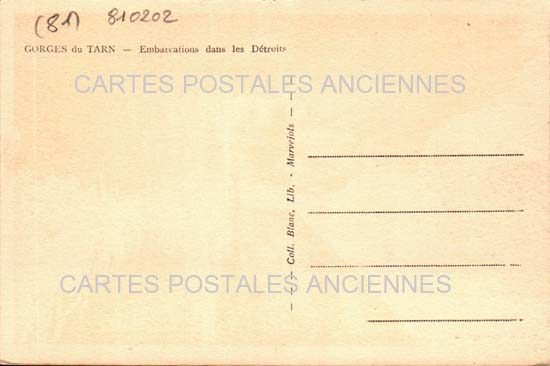 (81) 810202
GORGES du TARN — Embarcations dans les Détroits
CARTES POSTALES ANCIENNES
Coll. Blanc, Lib. - Marvejols
CARTES POSTALES ANCIENNES